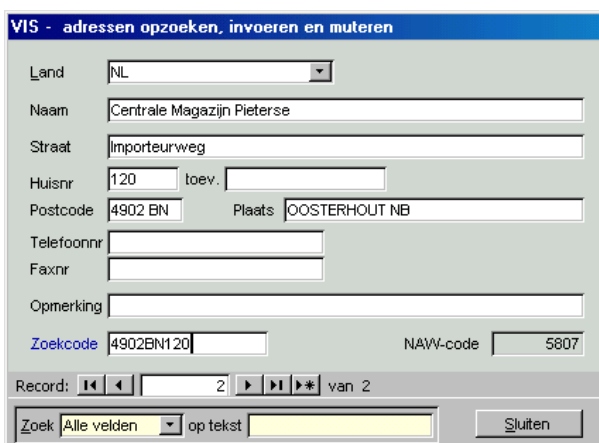 VIS - adressen opzoeken, invoeren en muteren
Land NL
Naam Centrale Magazijn Pieterse
Straat Importeurweg
Huisnr 120 toev.
Postcode 4902 BN Plaats OOSTERHOUT NB
Telefoonnr
Faxnr
Opmerking
Zoekcode 4902BN120 NAW-code 5807
Record: 2 van 2
Zoek Alle velden op tekst Sluiten